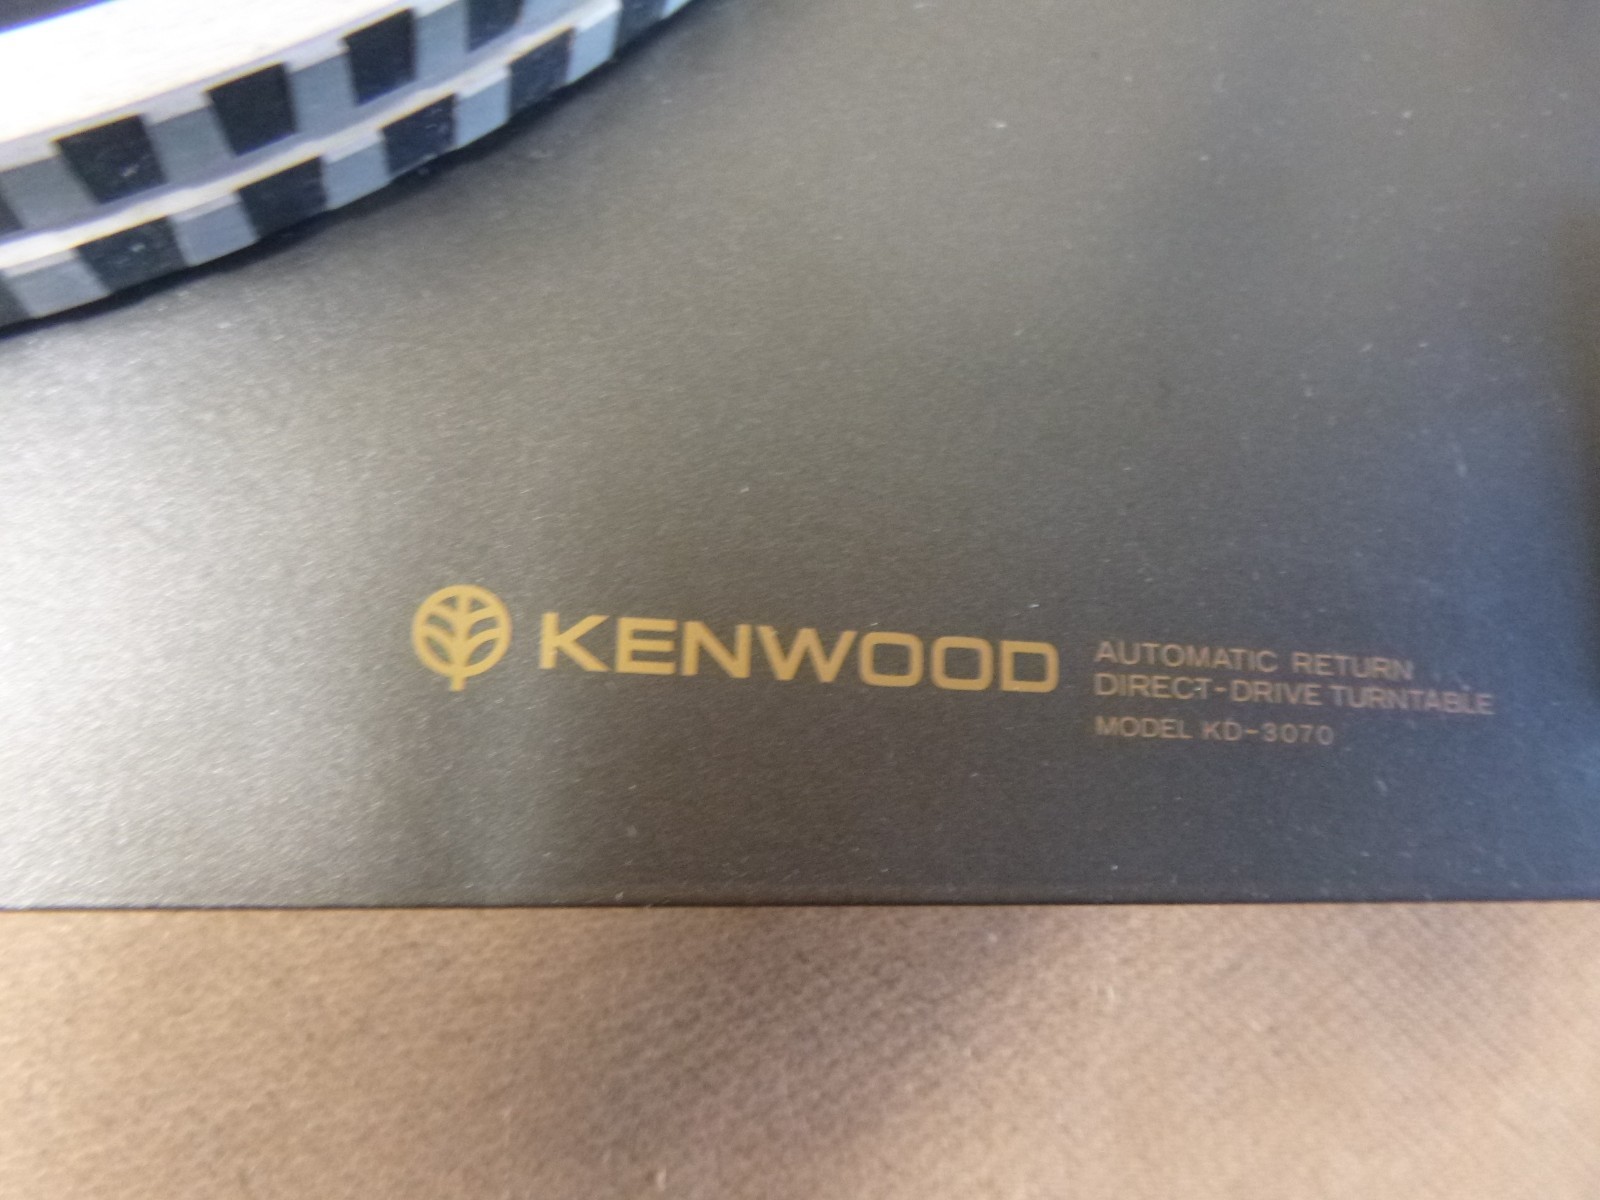 KENWOOD
AUTOMATIC RETURN
DIRECT-DRIVE TURNTABLE
MODEL KD-3070